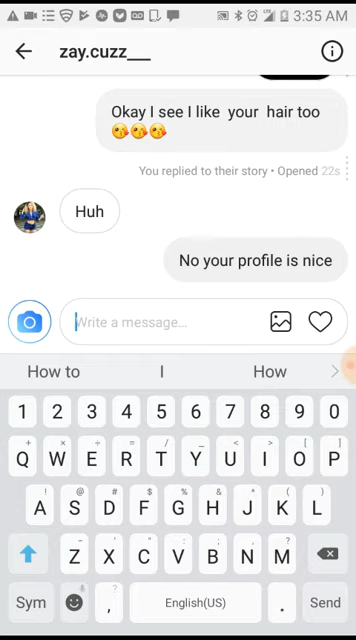 3:35 AM
zay.cuzz__
Okay I see I like your hair too
😘😘😘
You replied to their story • Opened 22s
Huh
No your profile is nice
Write a message...
How to I How
1 2 3 4 5 6 7 8 9 0
Q W E R T Y U I O P
A S D F G H J K L
Z X C V B N M
Sym , English(US) . Send